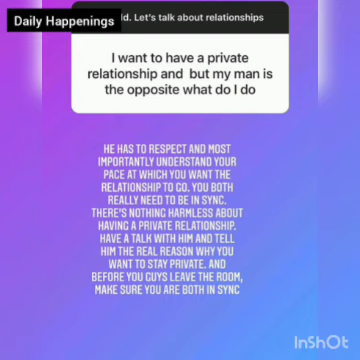 Daily Happenings
ld. Let's talk about relationships
I want to have a private
relationship and but my man is
the opposite what do I do
HE HAS TO RESPECT AND MOST
IMPORTANTLY UNDERSTAND YOUR
PACE AT WHICH YOU WANT THE
RELATIONSHIP TO GO. YOU BOTH
REALLY NEED TO BE IN SYNC.
THERE'S NOTHING HARMLESS ABOUT
HAVING A PRIVATE RELATIONSHIP.
HAVE A TALK WITH HIM AND TELL
HIM THE REAL REASON WHY YOU
WANT TO STAY PRIVATE. AND
BEFORE YOU GUYS LEAVE THE ROOM,
MAKE SURE YOU ARE BOTH IN SYNC
InShOt